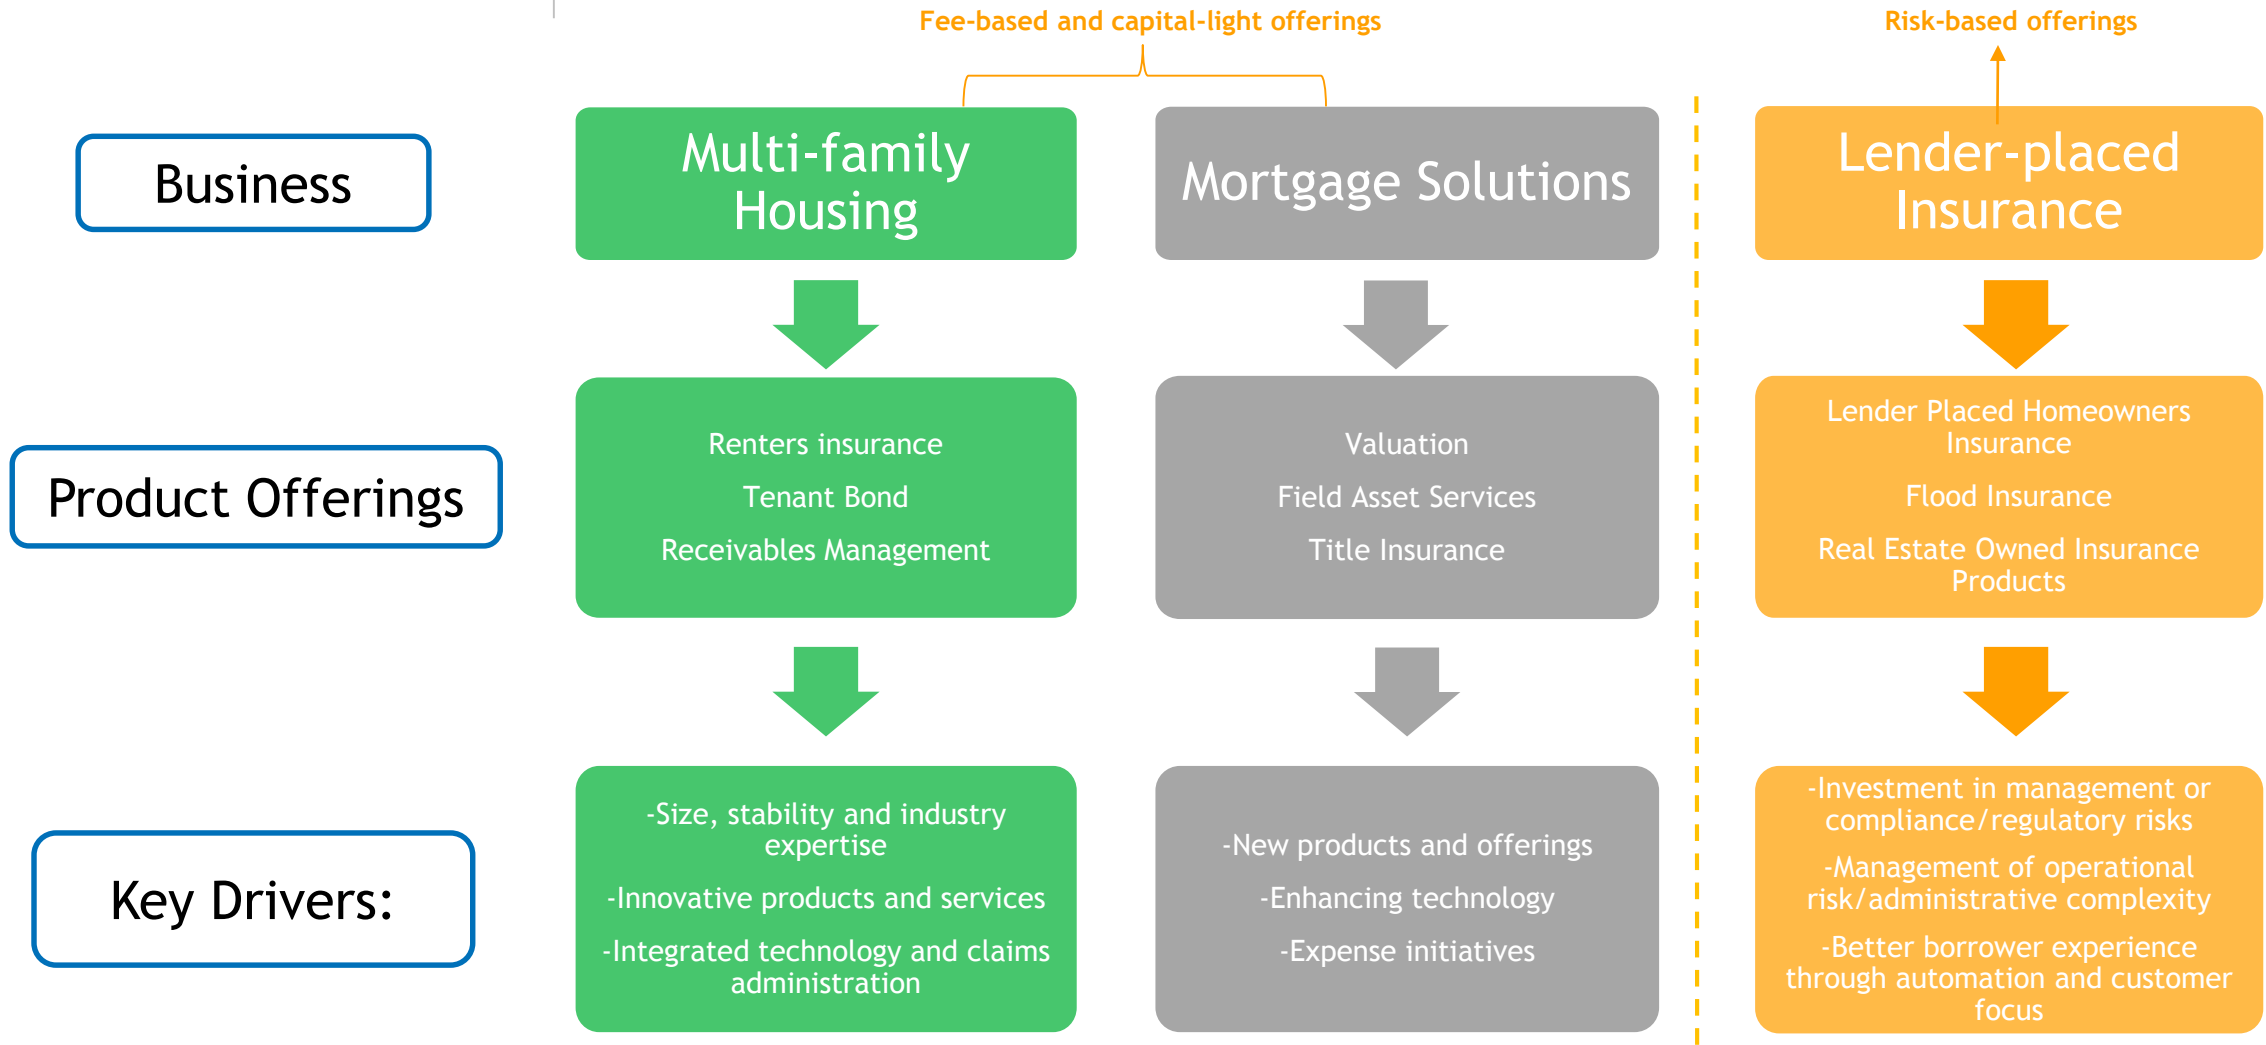 Fee-based and capital-light offerings
Risk-based offerings
Business
Multi-family
Housing
Mortgage Solutions
Lender-placed
Insurance
Product Offerings
Renters insurance
Tenant Bond
Receivables Management
Valuation
Field Asset Services
Title Insurance
Lender Placed Homeowners
Insurance
Flood Insurance
Real Estate Owned Insurance
Products
Key Drivers:
-Size, stability and industry
expertise
-Innovative products and services
-Integrated technology and claims
administration
-New products and offerings
-Enhancing technology
-Expense initiatives
-Investment in management or
compliance/regulatory risks
-Management of operational
risk/administrative complexity
-Better borrower experience
through automation and customer
focus